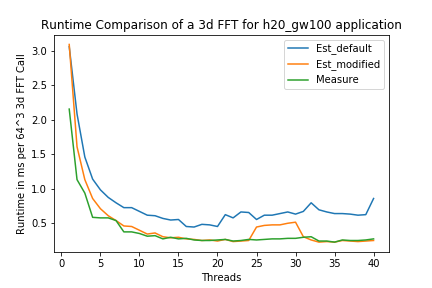 Runtime Comparison of a 3d FFT for h20_gw100 application
Runtime in ms per 64^3 3d FFT Call
3.0
2.5
2.0
1.5
1.0
0.5
Est_default
Est_modified
Measure
0 5 10 15 20 25 30 35 40
Threads